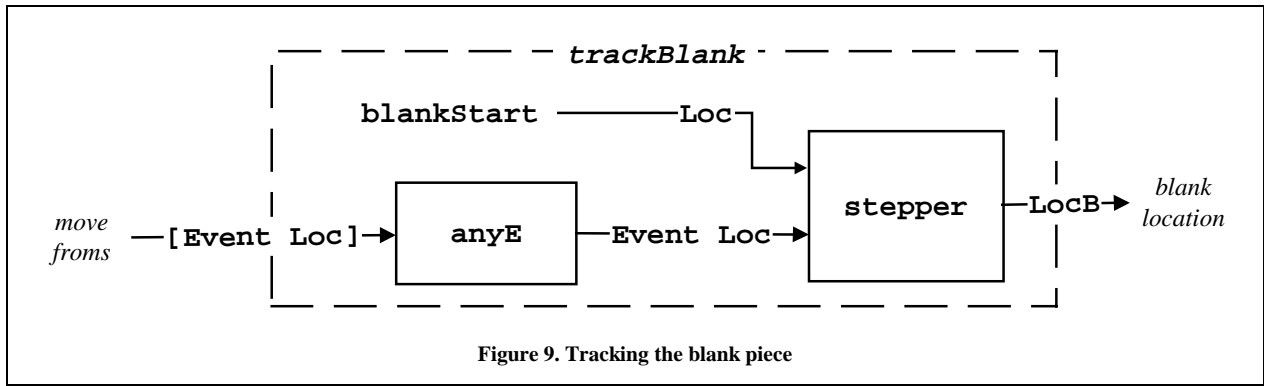 trackBlank
blankStart Loc
stepper
LocB
blank
location
move
froms
[Event Loc]
anyE
Event Loc
Figure 9. Tracking the blank piece